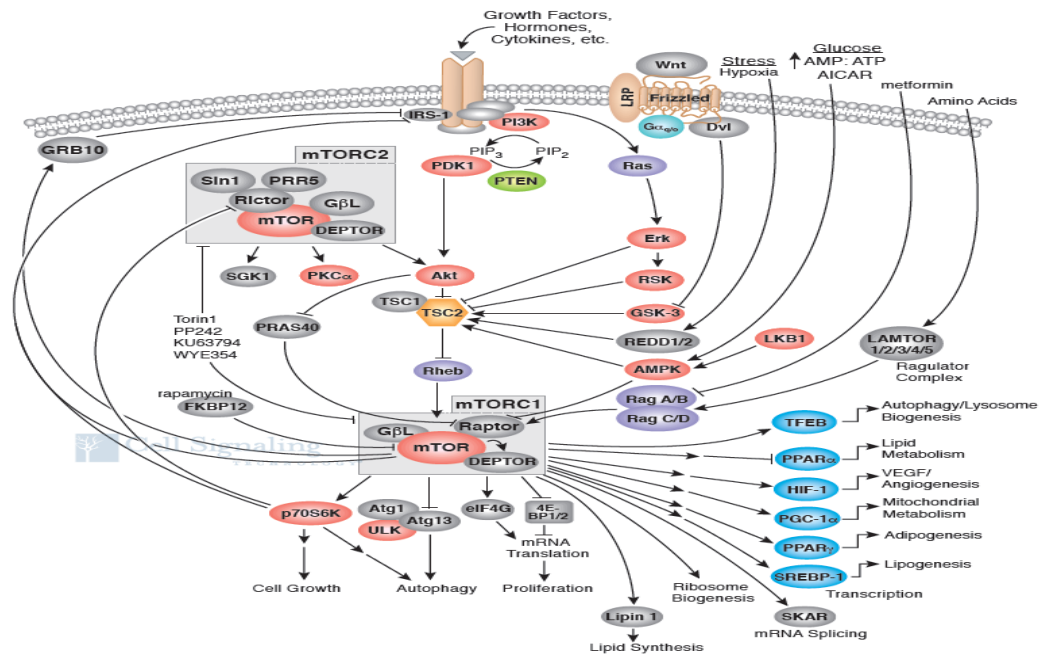 Growth Factors,
Hormones,
Cytokines, etc.
Wnt
LRP
Frizzled
Gαq/o
Dvl
Stress
Hypoxia
Glucose
AMP: ATP
AICAR
metformin
Amino Acids
IRS-1
PI3K
GRB10
mTORC2
Sln1
PRR5
Rictor
GβL
mTOR
DEPTOR
PIP3
PIP2
PDK1
PTEN
Ras
Erk
SGK1
PKCα
Akt
RSK
TSC1
TSC2
GSK-3
PRAS40
Torin1
PP242
KU63794
WYE354
REDD1/2
LKB1
LAMTOR
1/2/3/4/5
Ragulator
Complex
Rheb
AMPK
Rag A/B
Rag C/D
rapamycin
FKBP12
mTORC1
GβL
Raptor
mTOR
DEPTOR
Cell Signaling
TFEB
Autophagy/Lysosome
Biogenesis
PPARα
Lipid
Metabolism
HIF-1
VEGF/
Angiogenesis
PGC-1α
Mitochondrial
Metabolism
PPARγ
Adipogenesis
SREBP-1
Lipogenesis
Transcription
p70S6K
Atg1
ULK
Atg13
eIF4G
4E-
BP1/2
mRNA
Translation
Cell Growth
Autophagy
Proliferation
Ribosome
Biogenesis
Lipin 1
Lipid Synthesis
SKAR
mRNA Splicing